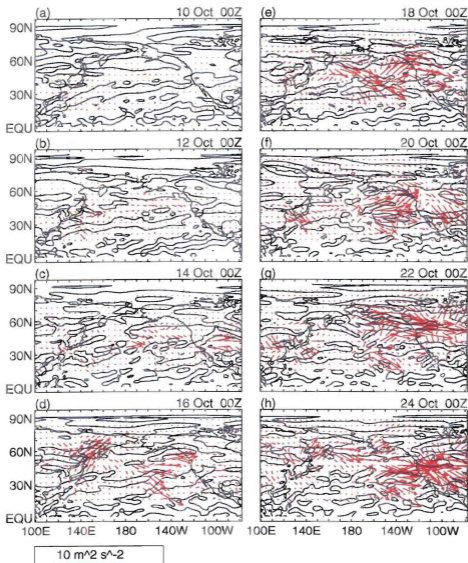 (a) 10 Oct 00Z
90N
60N
30N
EQU
(b) 12 Oct 00Z
90N
60N
30N
EQU
(c) 14 Oct 00Z
90N
60N
30N
EQU
(d) 16 Oct 00Z
90N
60N
30N
EQU
100E 140E 180 140W 100W
(e) 18 Oct 00Z
(f) 20 Oct 00Z
(g) 22 Oct 00Z
(h) 24 Oct 00Z
100E 140E 180 140W 100W
10 m^2 s^-2